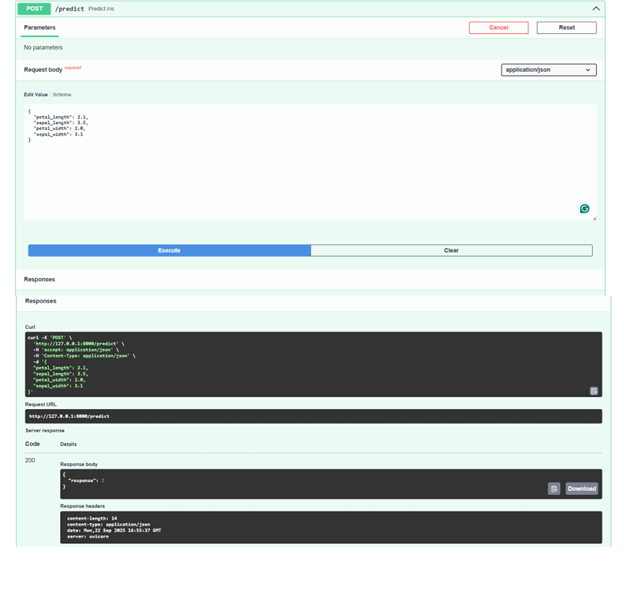 POST /predict Predict Iris
Parameters Cancel Reset
No parameters
Request body required application/json
Edit Value | Schema
{
"petal_length": 2.1,
"sepal_length": 3.5,
"petal_width": 2.0,
"sepal_width": 3.1
}
Execute Clear
Responses
Responses
Curl
curl -X 'POST' \
'http://127.0.0.1:8000/predict' \
-H 'accept: application/json' \
-H 'Content-Type: application/json' \
-d '{
"petal_length": 2.1,
"sepal_length": 3.5,
"petal_width": 2.0,
"sepal_width": 3.1
}'
Request URL
http://127.0.0.1:8000/predict
Server response
Code Details
200
Response body
{
"response":
}
Download
Response headers
content-length: 14
content-type: application/json
date: Mon,22 Sep 2025 16:55:37 GMT
server: uvicorn